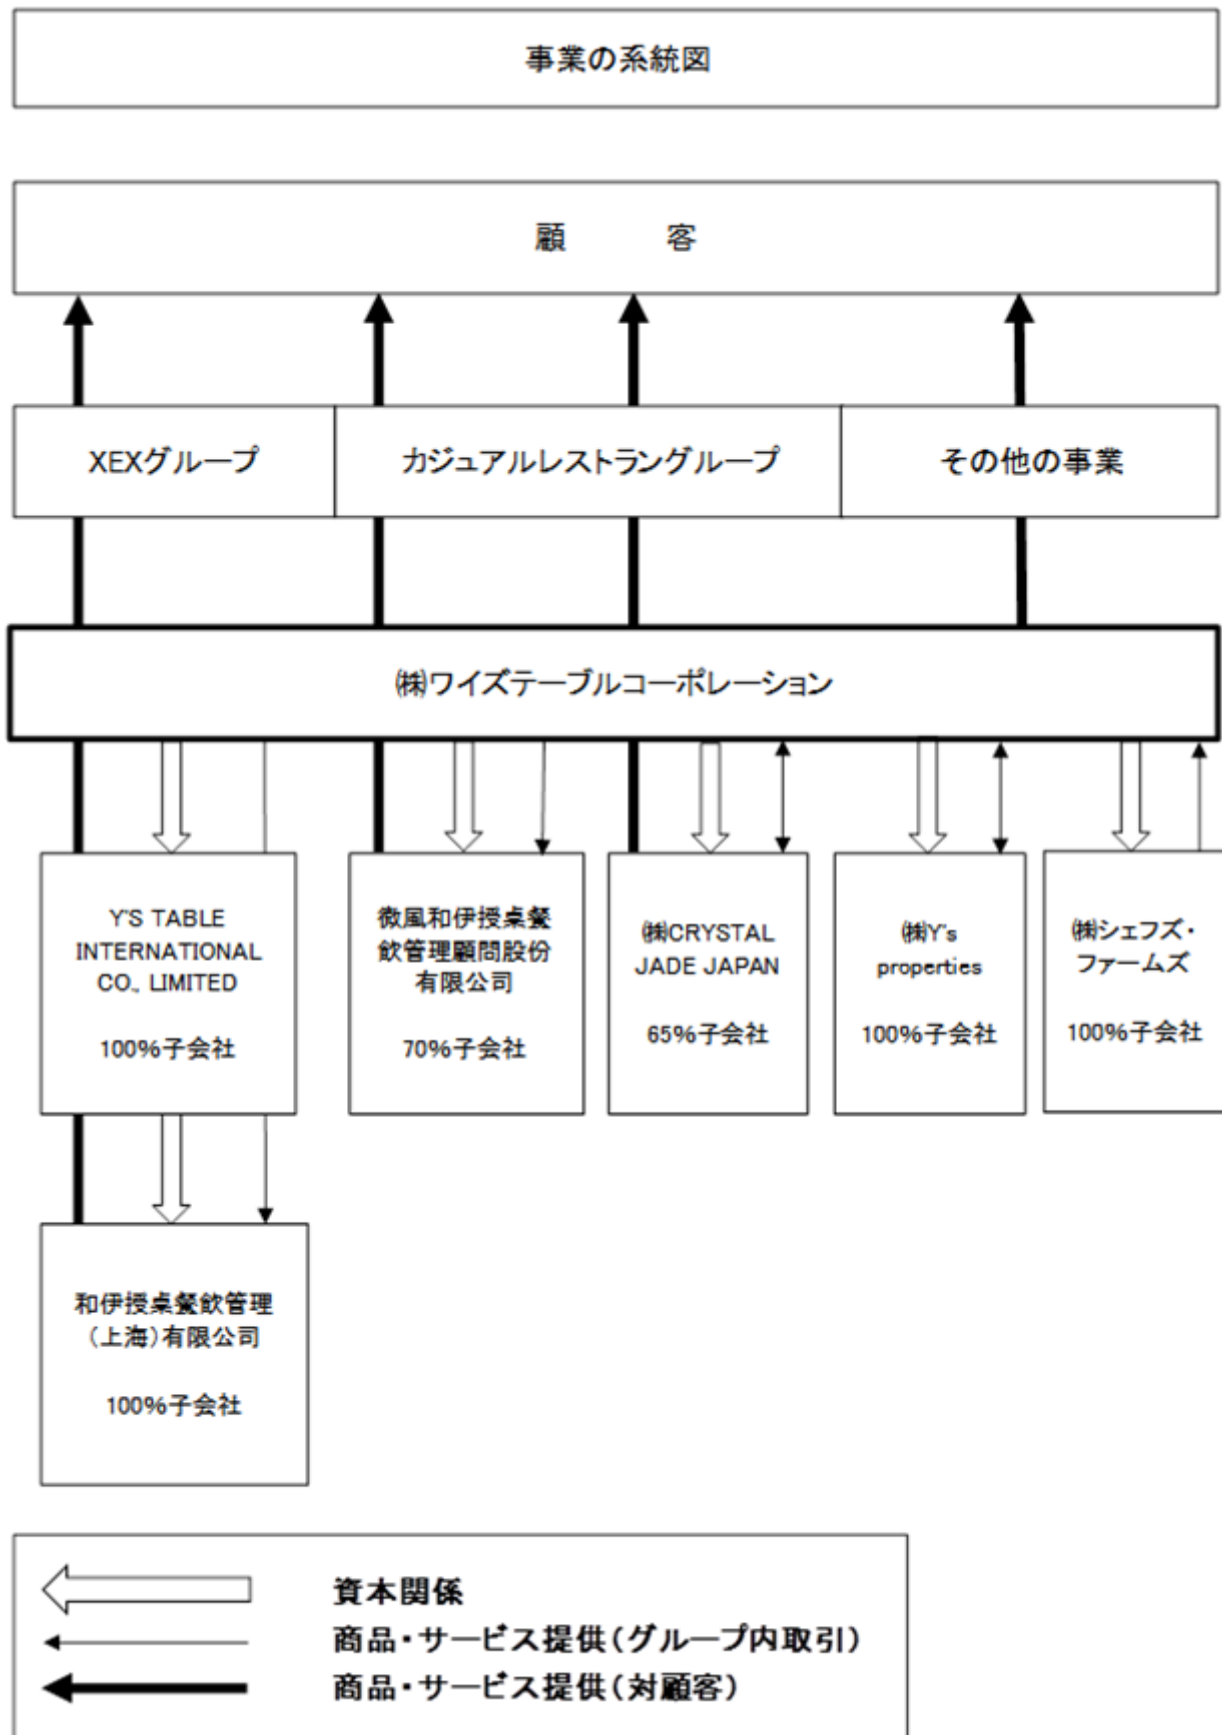 事業の系統図
顧　　　客
XEXグループ
カジュアルレストラングループ
その他の事業
㈱ワイズテーブルコーポレーション
Y'S TABLE
INTERNATIONAL
CO., LIMITED
100%子会社
微風和伊授桌餐
飲管理顧問股份
有限公司
70%子会社
㈱CRYSTAL
JADE JAPAN
65%子会社
㈱Y's
properties
100%子会社
㈱シェフズ・
ファームズ
100%子会社
和伊授桌餐飲管理
(上海)有限公司
100%子会社
資本関係
商品・サービス提供(グループ内取引)
商品・サービス提供(対顧客)